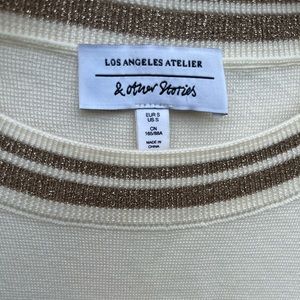 LOS ANGELES ATELIER
& other Stories
EUR S
US S
CN
165/88A
MADE IN
CHINA